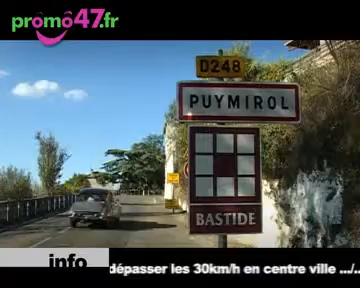 promo47.fr
D248
PUYMIROL
BASTIDE
info
dépasser les 30km/h en centre ville .../..